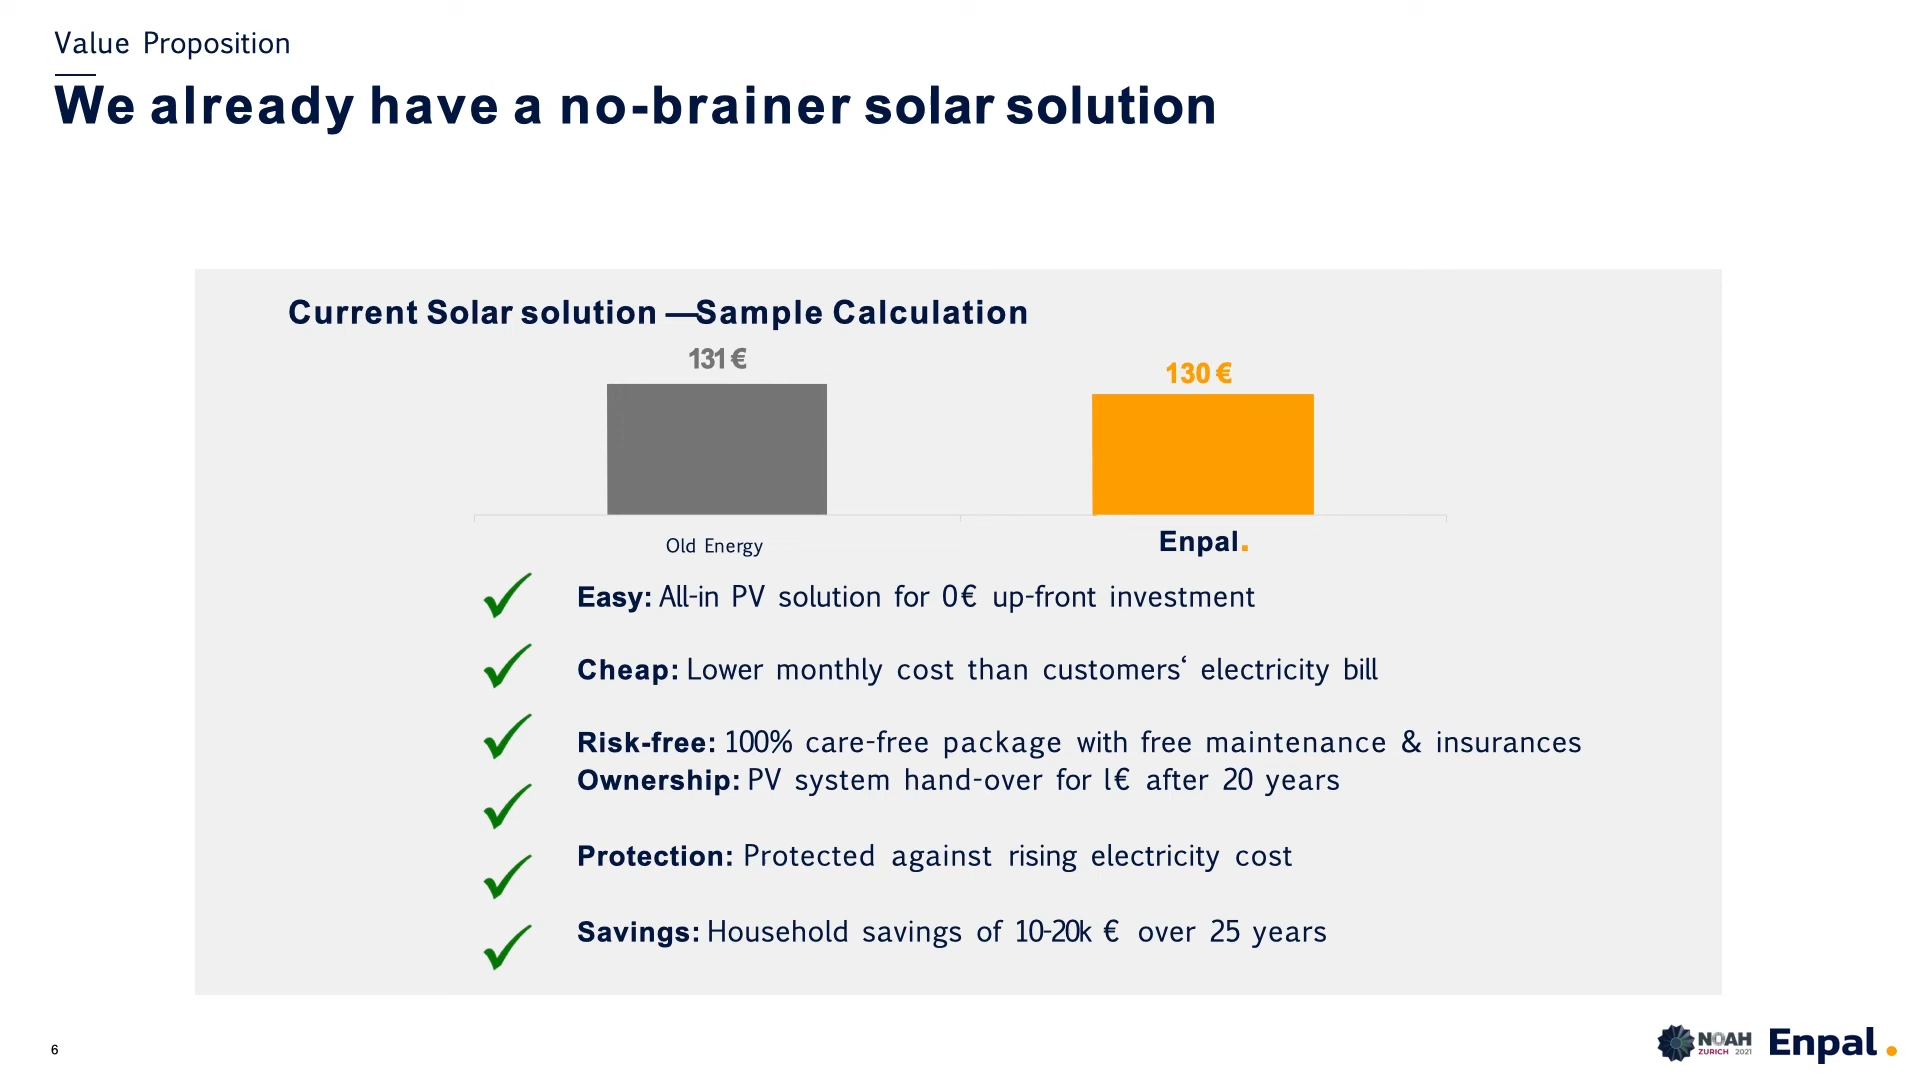 Value Proposition
We already have a no-brainer solar solution
Current Solar solution —Sample Calculation
131 €
130 €
Old Energy
Enpal.
Easy: All-in PV solution for 0€ up-front investment
Cheap: Lower monthly cost than customers‘ electricity bill
Risk-free: 100% care-free package with free maintenance & insurances
Ownership: PV system hand-over for l€ after 20 years
Protection: Protected against rising electricity cost
Savings: Household savings of 10-20k € over 25 years
6
NOAH
ZURICH 2021
Enpal.